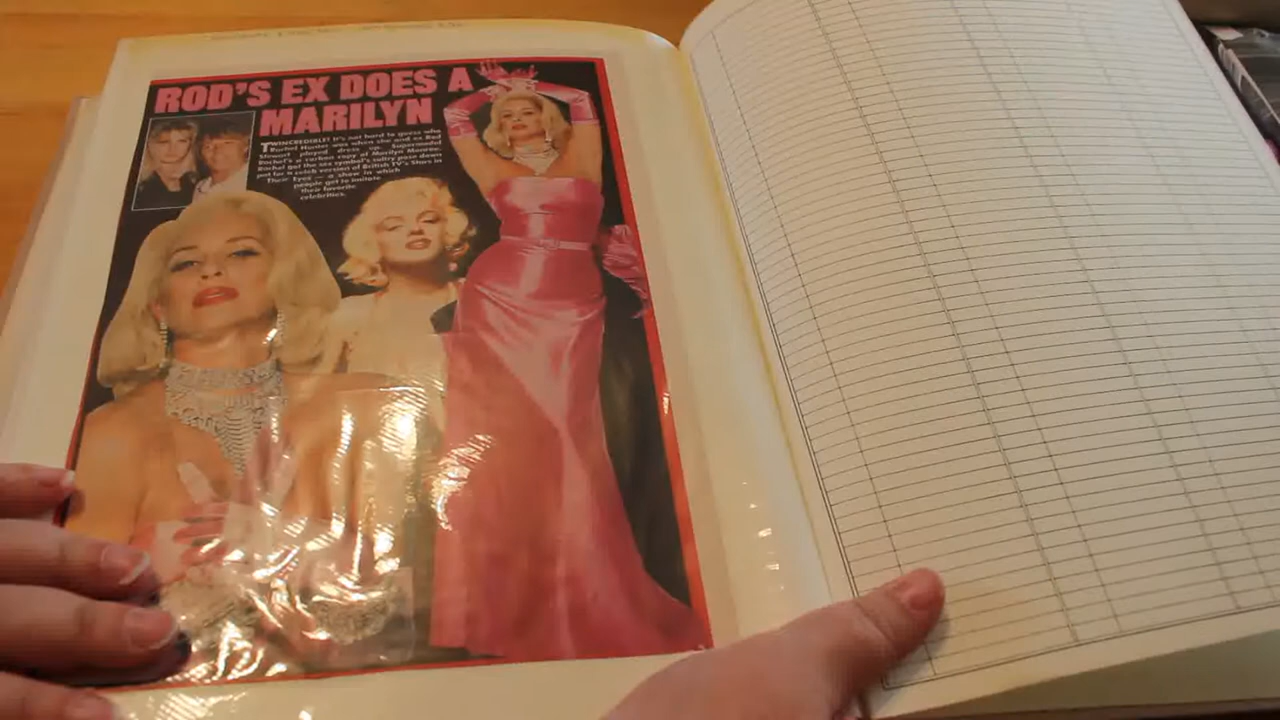 ROD'S EX DOES A
MARILYN
TWINCREDIBLE! It's not hard to guess who
Rachel Hunter was when she and ex Rod
Stewart played dress up. Supermodel
Rachel's a carbon copy of Marilyn Monroe.
Rachel got the sex symbol's sultry pose down
pat for a celeb version of British TV's Stars in
Their Eyes — a show in which
people get to imitate
their favorite
celebrities.